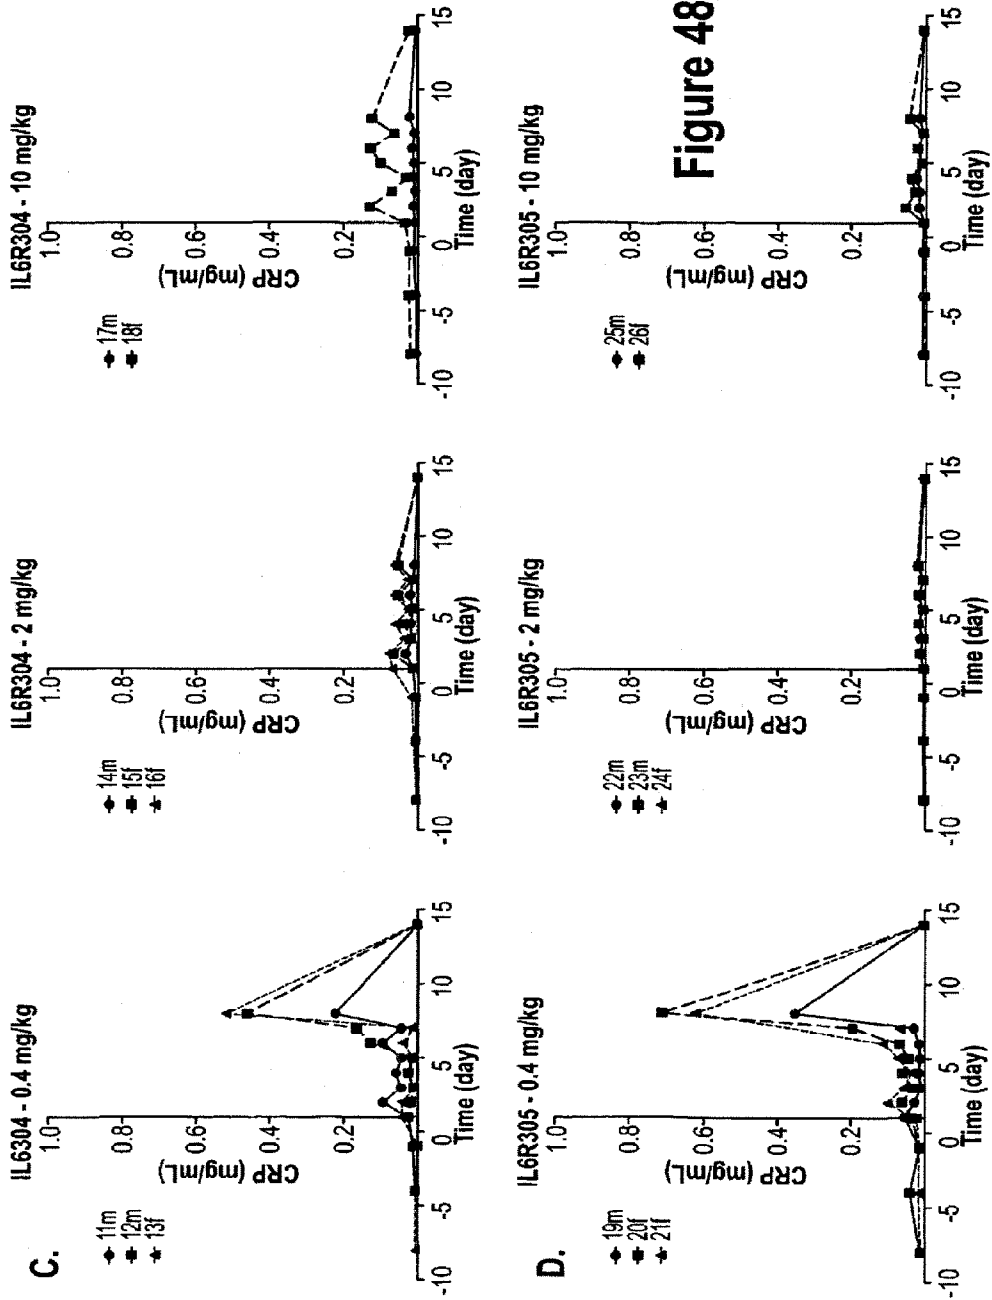 C.
IL6304 - 0.4 mg/kg
11m
12m
13f
CRP (mg/mL)
1.0
0.8
0.6
0.4
0.2
-10
-5
0
5
10
15
Time (day)
IL6R304 - 2 mg/kg
14m
15f
16f
CRP (mg/mL)
1.0
0.8
0.6
0.4
0.2
-10
-5
0
5
10
15
Time (day)
IL6R304 - 10 mg/kg
17m
18f
CRP (mg/mL)
1.0
0.8
0.6
0.4
0.2
-10
-5
0
5
10
15
Time (day)
D.
IL6R305 - 0.4 mg/kg
19m
20f
21f
CRP (mg/mL)
1.0
0.8
0.6
0.4
0.2
-10
-5
0
5
10
15
Time (day)
IL6R305 - 2 mg/kg
22m
23m
24f
CRP (mg/mL)
1.0
0.8
0.6
0.4
0.2
-10
-5
0
5
10
15
Time (day)
IL6R305 - 10 mg/kg
25m
26f
CRP (mg/mL)
1.0
0.8
0.6
0.4
0.2
-10
-5
0
5
10
15
Time (day)
Figure 48